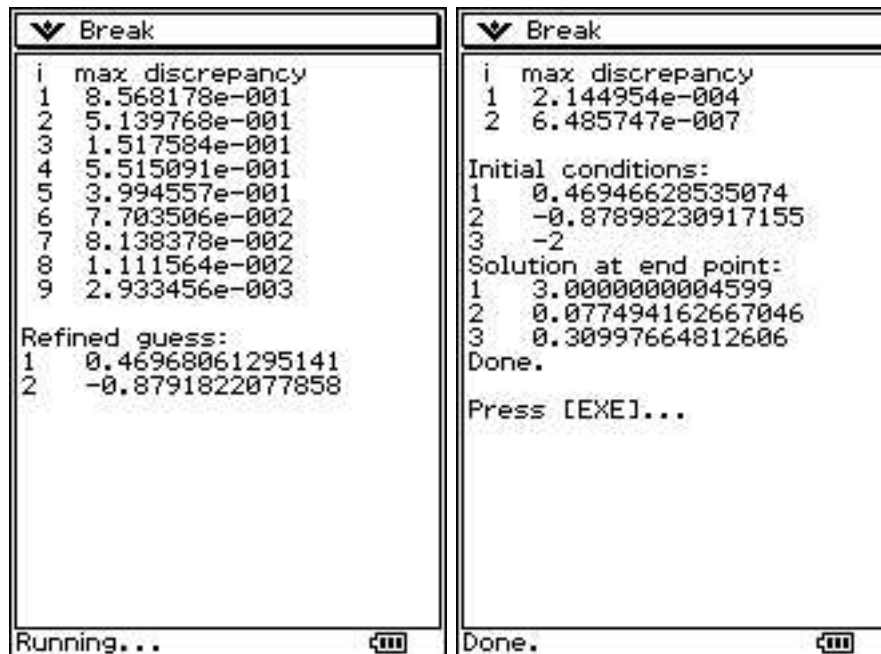 Break
i max discrepancy
1 8.568178e-001
2 5.139768e-001
3 1.517584e-001
4 5.515091e-001
5 3.994557e-001
6 7.703506e-002
7 8.138378e-002
8 1.111564e-002
9 2.933456e-003
Refined guess:
1 0.46968061295141
2 -0.8791822077858
Running...
Break
i max discrepancy
1 2.144954e-004
2 6.485747e-007
Initial conditions:
1 0.46946628535074
2 -0.87898230917155
3 -2
Solution at end point:
1 3.0000000004599
2 0.077494162667046
3 0.30997664812606
Done.
Press [EXE]...
Done.